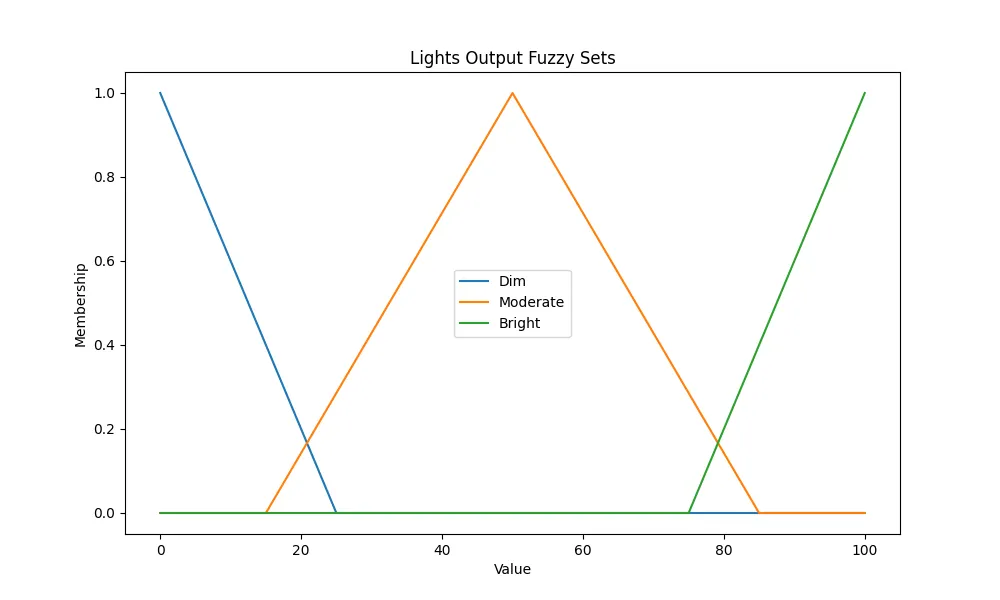 Lights Output Fuzzy Sets
1.0
0.8
0.6
0.4
0.2
0.0
Membership
Dim
Moderate
Bright
0 20 40 60 80 100
Value